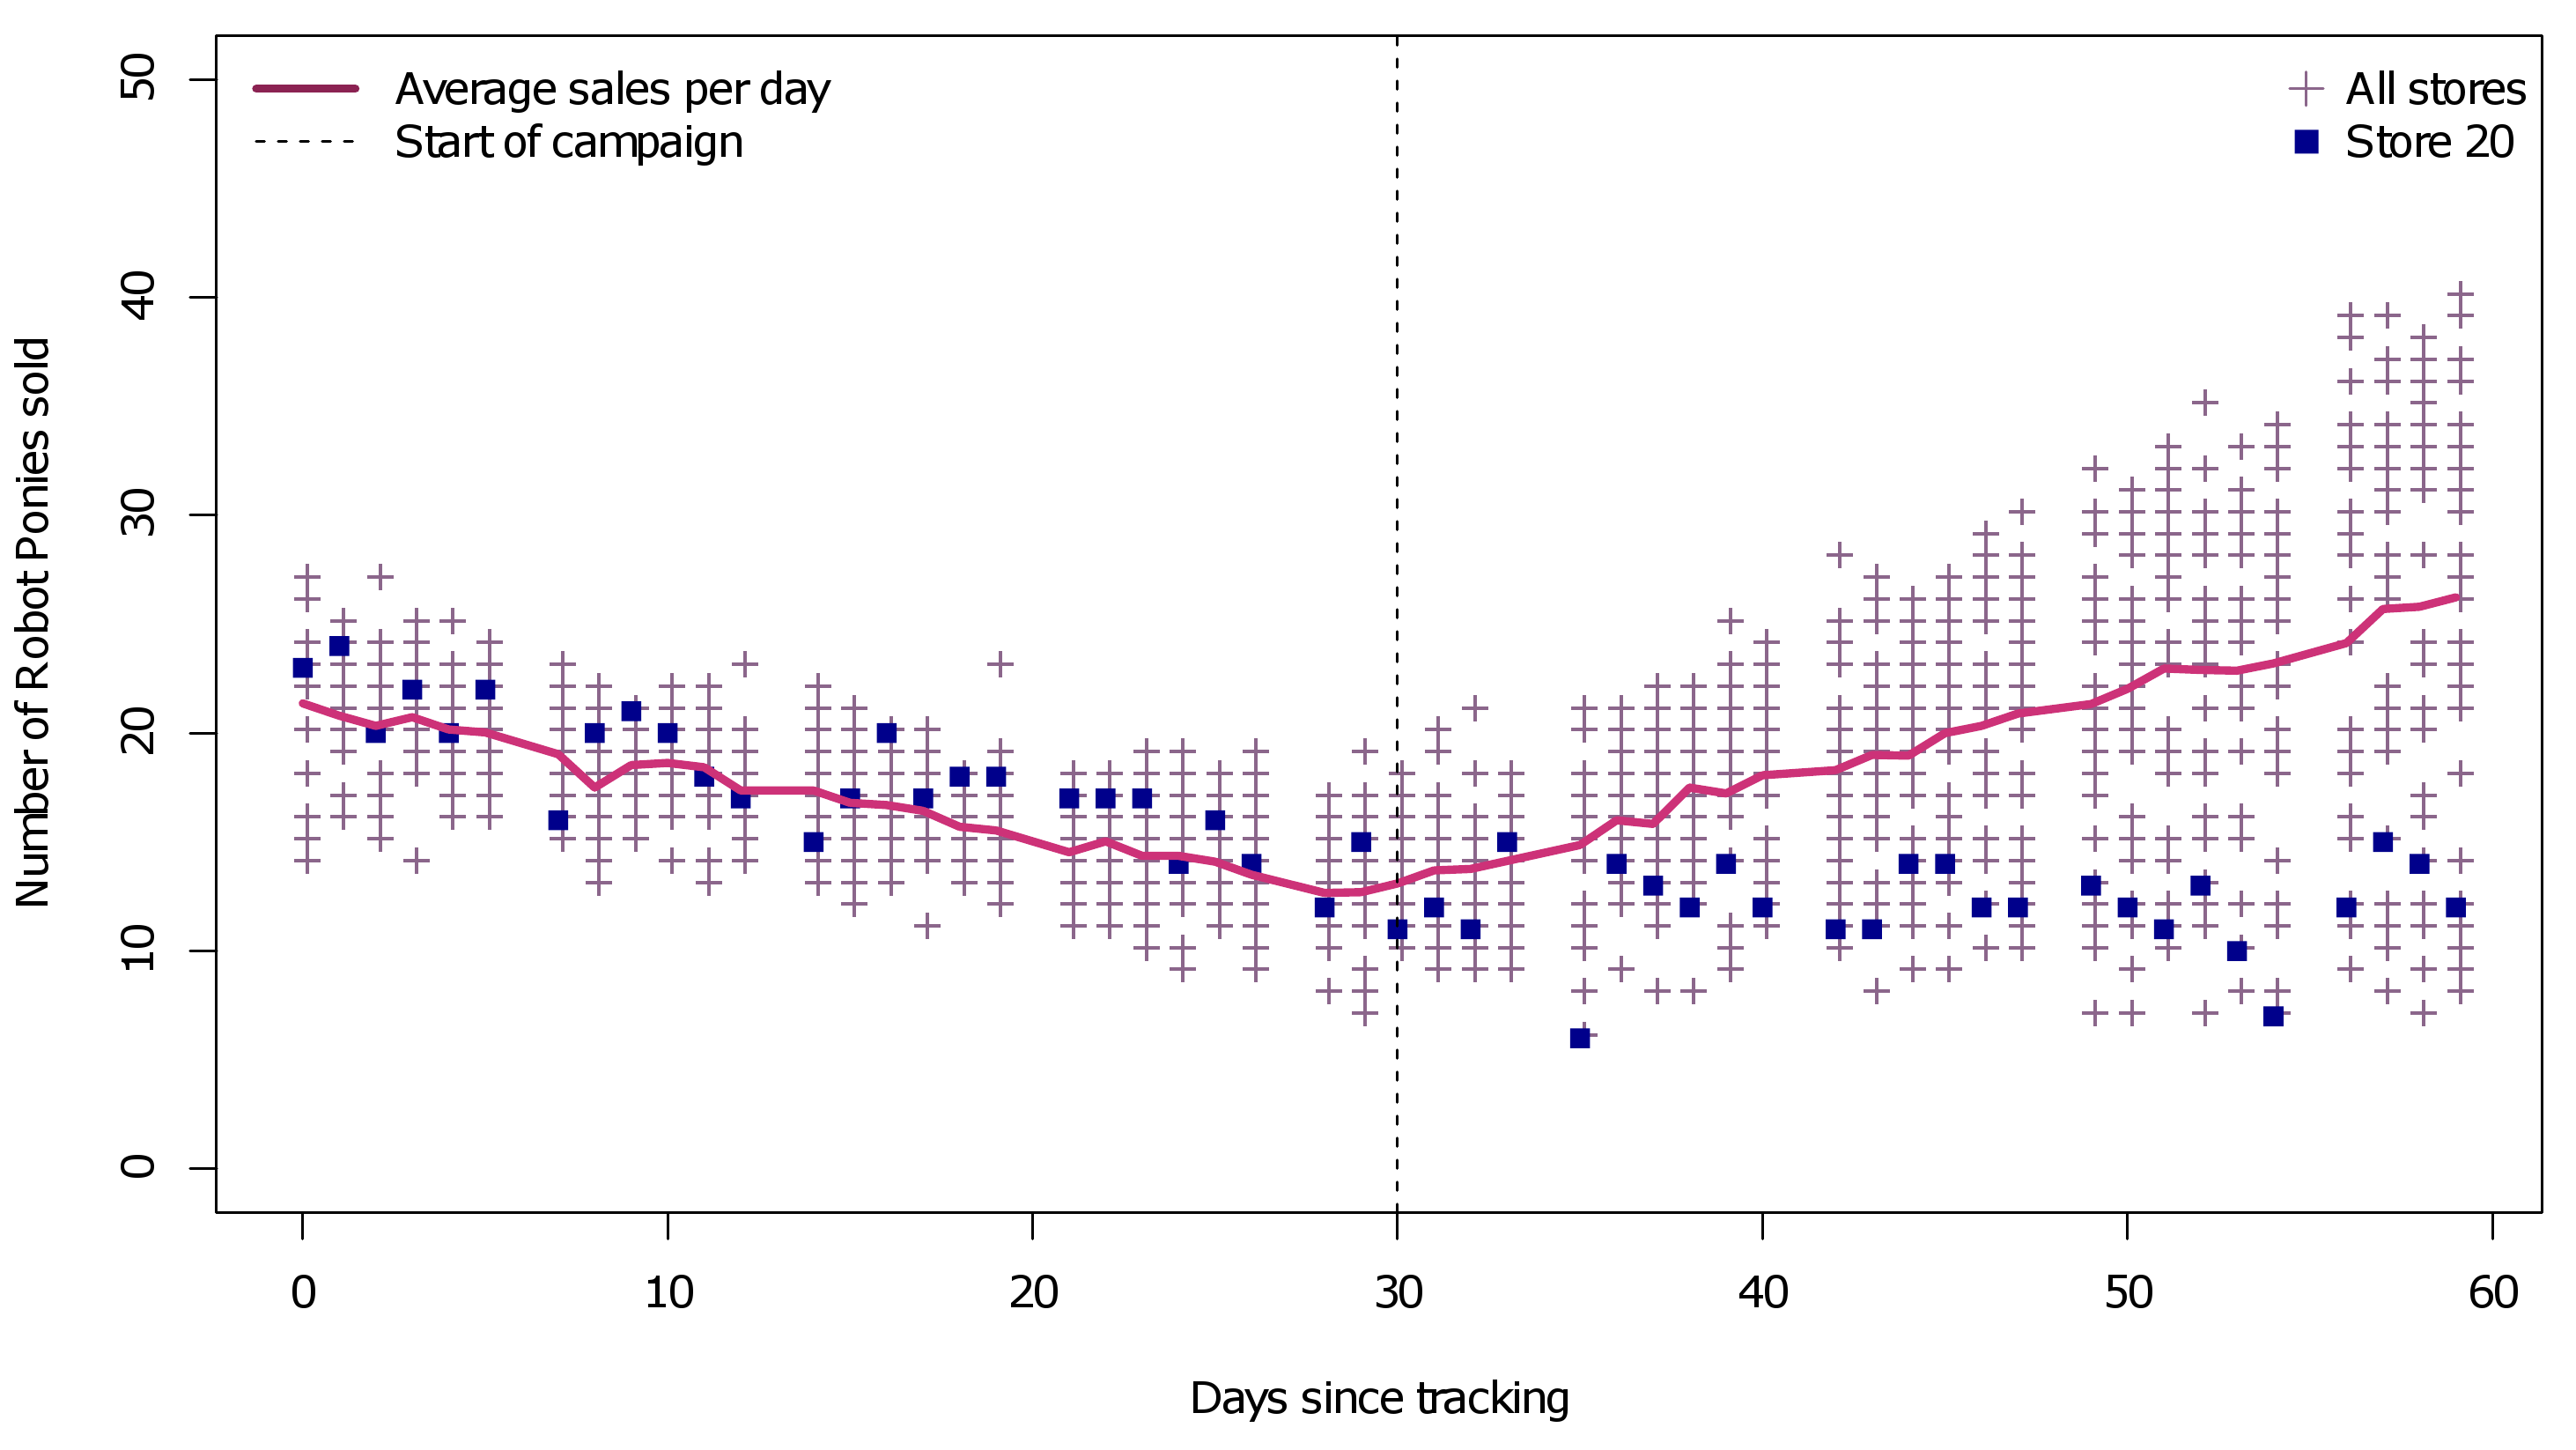 Average sales per day
Start of campaign
All stores
Store 20
50
40
30
20
10
0
Number of Robot Ponies sold
0 10 20 30 40 50 60
Days since tracking